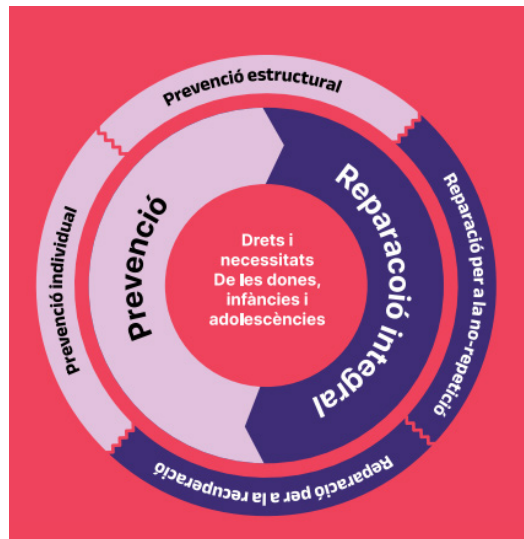 Prevenció estructural
Reparació per a la no-repetició
Reparació per a la recuperació
Prevenció individual
Prevenció
Reparacoió integral
Drets i
necessitats
De les dones,
infàncies i
adolescències